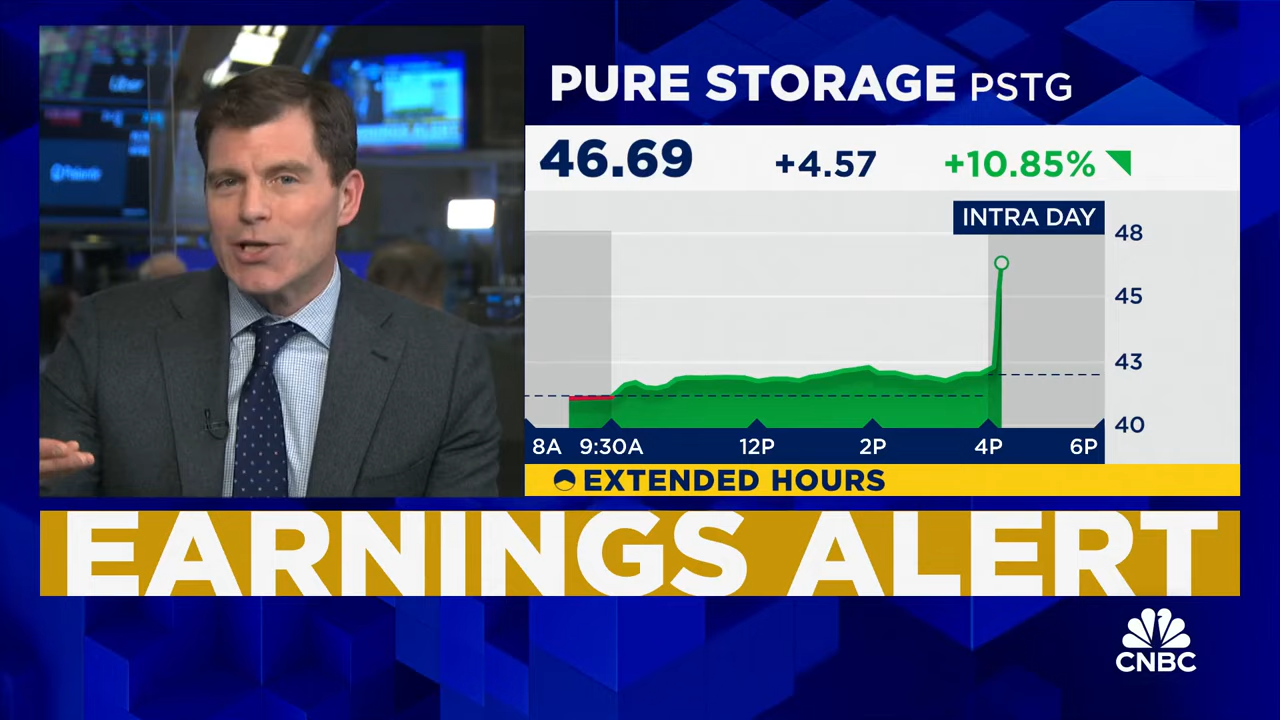 PURE STORAGE PSTG
46.69 +4.57 +10.85%
INTRA DAY
48
45
43
40
8A 9:30A 12P 2P 4P 6P
EXTENDED HOURS
EARNINGS ALERT
CNBC
Uber